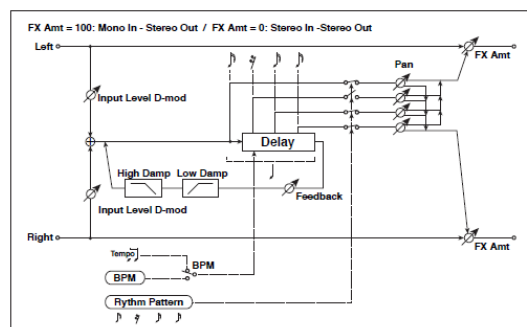 FX Amt = 100: Mono In - Stereo Out / FX Amt = 0: Stereo In -Stereo Out
Left
FX Amt
Pan
Input Level D-mod
Delay
High Damp
Low Damp
Feedback
Input Level D-mod
Right
FX Amt
Tempo
BPM
BPM
Rythm Pattern